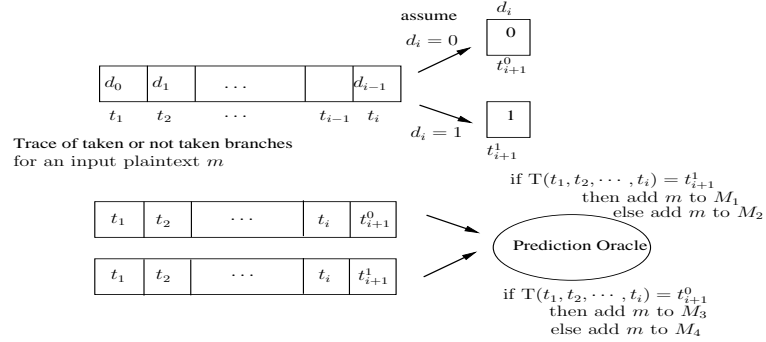 assume
d_i
d_i = 0
0
t^0_{i+1}
d_0 d_1 ... d_{i−1}
t_1 t_2 ... t_{i−1} t_i
1
d_i = 1
t^1_{i+1}
Trace of taken or not taken branches
for an input plaintext m
if T(t_1, t_2, ··· , t_i) = t^1_{i+1}
then add m to M_1
else add m to M_2
t_1 t_2 ... t_i t^0_{i+1}
Prediction Oracle
t_1 t_2 ... t_i t^1_{i+1}
if T(t_1, t_2, ··· , t_i) = t^0_{i+1}
then add m to M_3
else add m to M_4